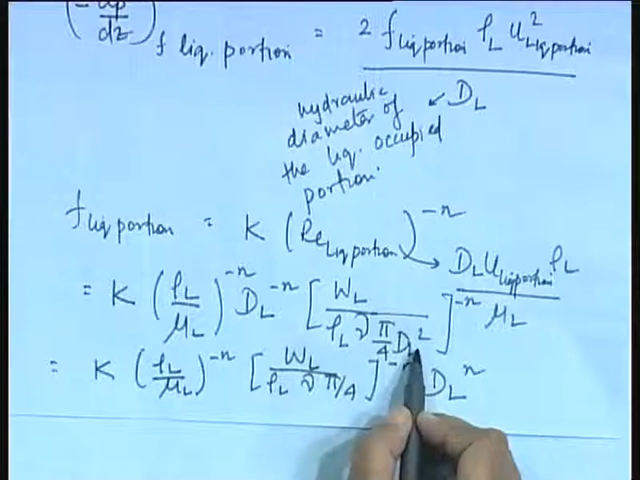 (-dp/dz) f liq. portion = 2 f liq portion ρL u²L liq portion
DL
hydraulic
diameter of
the liq. occupied
portion.
f liq portion = K (Re liq portion)^-n
DL u liq portion ρL / μL
= K (ρL/μL)^-n DL^-n [WL / ρL ν π/4 DL²]^-n
= K (ρL/μL)^-n [WL / ρL ν π/4]^-n DL^n